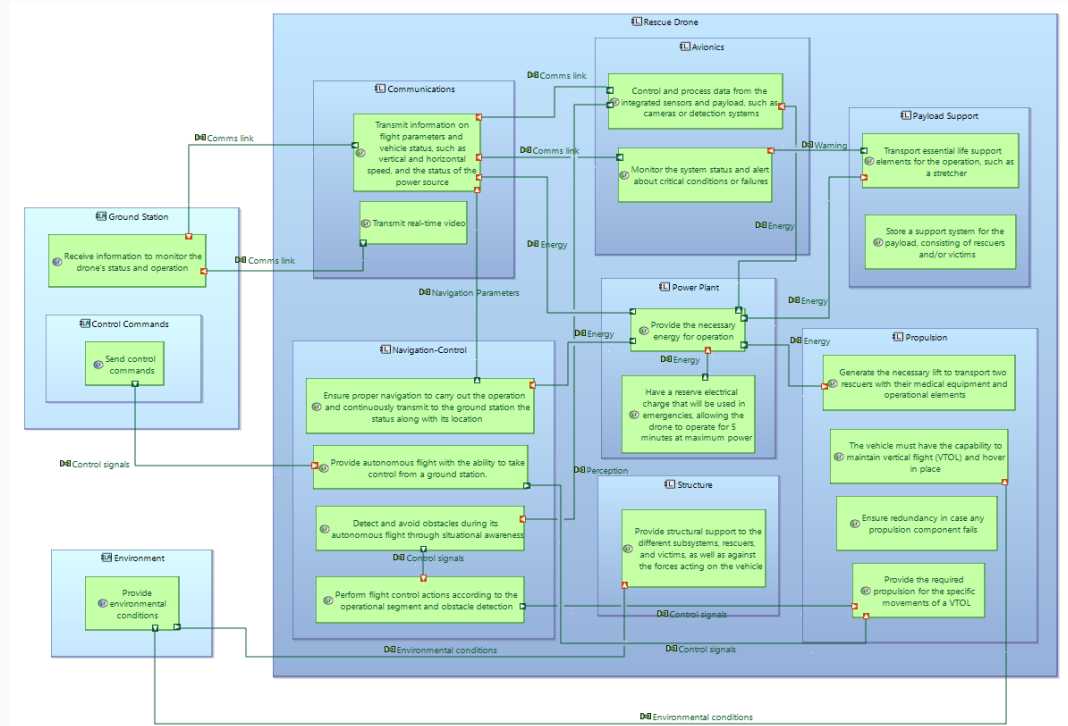 Rescue Drone
Avionics
Comms link
Control and process data from the
integrated sensors and payload, such as
cameras or detection systems
Communications
Transmit information on
flight parameters and
vehicle status, such as
vertical and horizontal
speed, and the status of the
power source
Comms link
Comms link
Monitor the system status and alert
about critical conditions or failures
Warning
Payload Support
Transport essential life support
elements for the operation, such as
a stretcher
Store a support system for the
payload, consisting of rescuers
and/or victims
Transmit real-time video
Energy
Energy
Ground Station
Receive information to monitor the
drone's status and operation
Comms link
Navigation Parameters
Control Commands
Send control
commands
Control signals
Power Plant
Provide the necessary
energy for operation
Energy
Energy
Energy
Energy
Have a reserve electrical
charge that will be used in
emergencies, allowing the
drone to operate for 5
minutes at maximum power
Navigation-Control
Ensure proper navigation to carry out the operation
and continuously transmit to the ground station the
status along with its location
Provide autonomous flight with the ability to take
control from a ground station.
Perception
Detect and avoid obstacles during its
autonomous flight through situational awareness
Control signals
Perform flight control actions according to the
operational segment and obstacle detection
Propulsion
Generate the necessary lift to transport two
rescuers with their medical equipment and
operational elements
The vehicle must have the capability to
maintain vertical flight (VTOL) and hover
in place
Ensure redundancy in case any
propulsion component fails
Provide the required
propulsion for the specific
movements of a VTOL
Structure
Provide structural support to the
different subsystems, rescuers,
and victims, as well as against
the forces acting on the vehicle
Control signals
Control signals
Environment
Provide
environmental
conditions
Environmental conditions
Environmental conditions